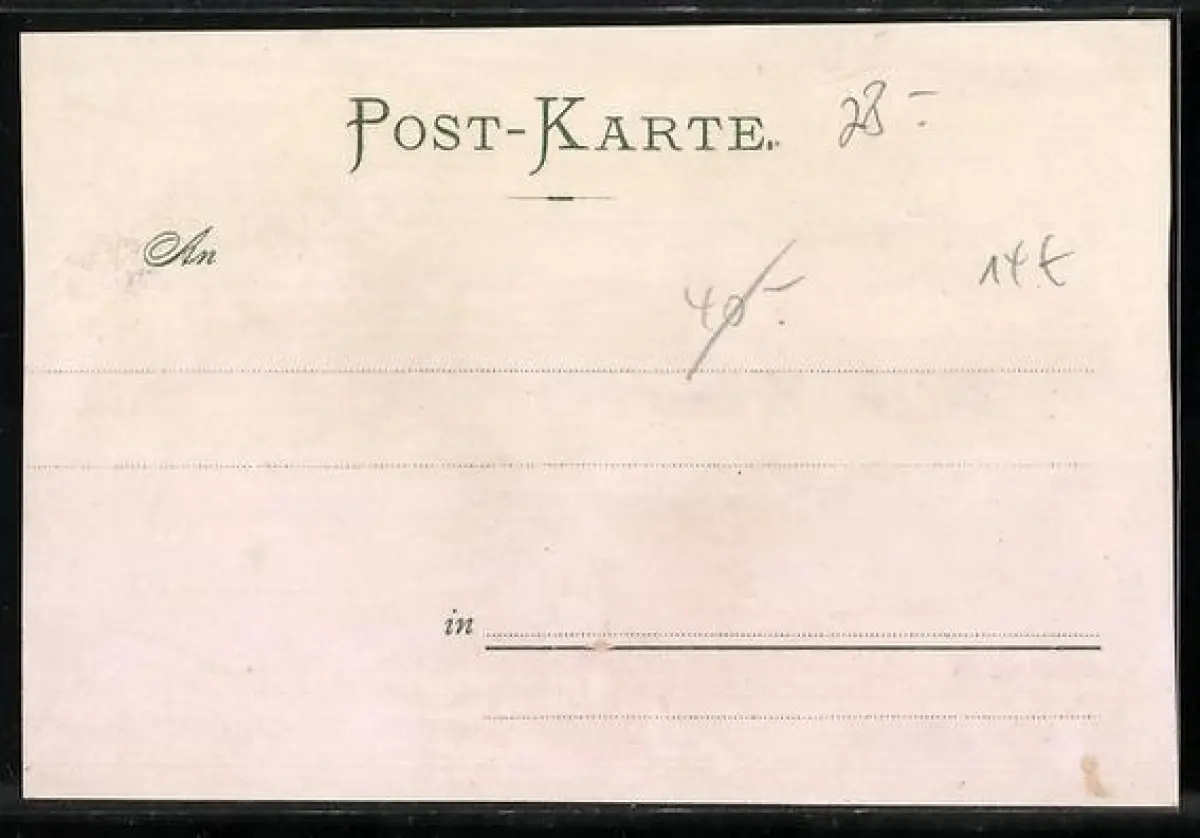 POST-KARTE.
28.-
An
40.-
14 €
in